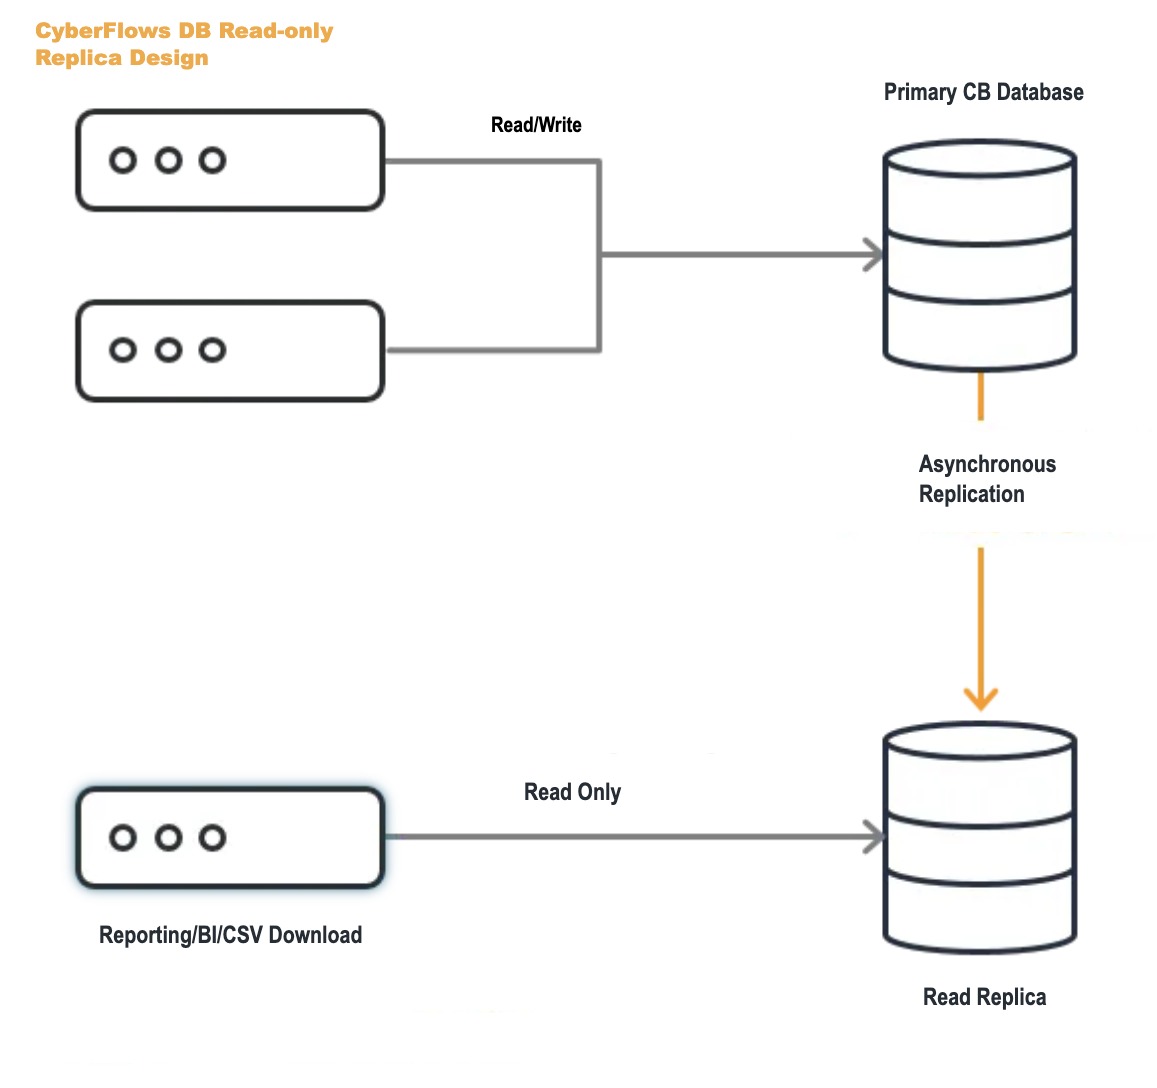 CyberFlows DB Read-only
Replica Design
Primary CB Database
Read/Write
Asynchronous
Replication
Read Only
Reporting/BI/CSV Download
Read Replica